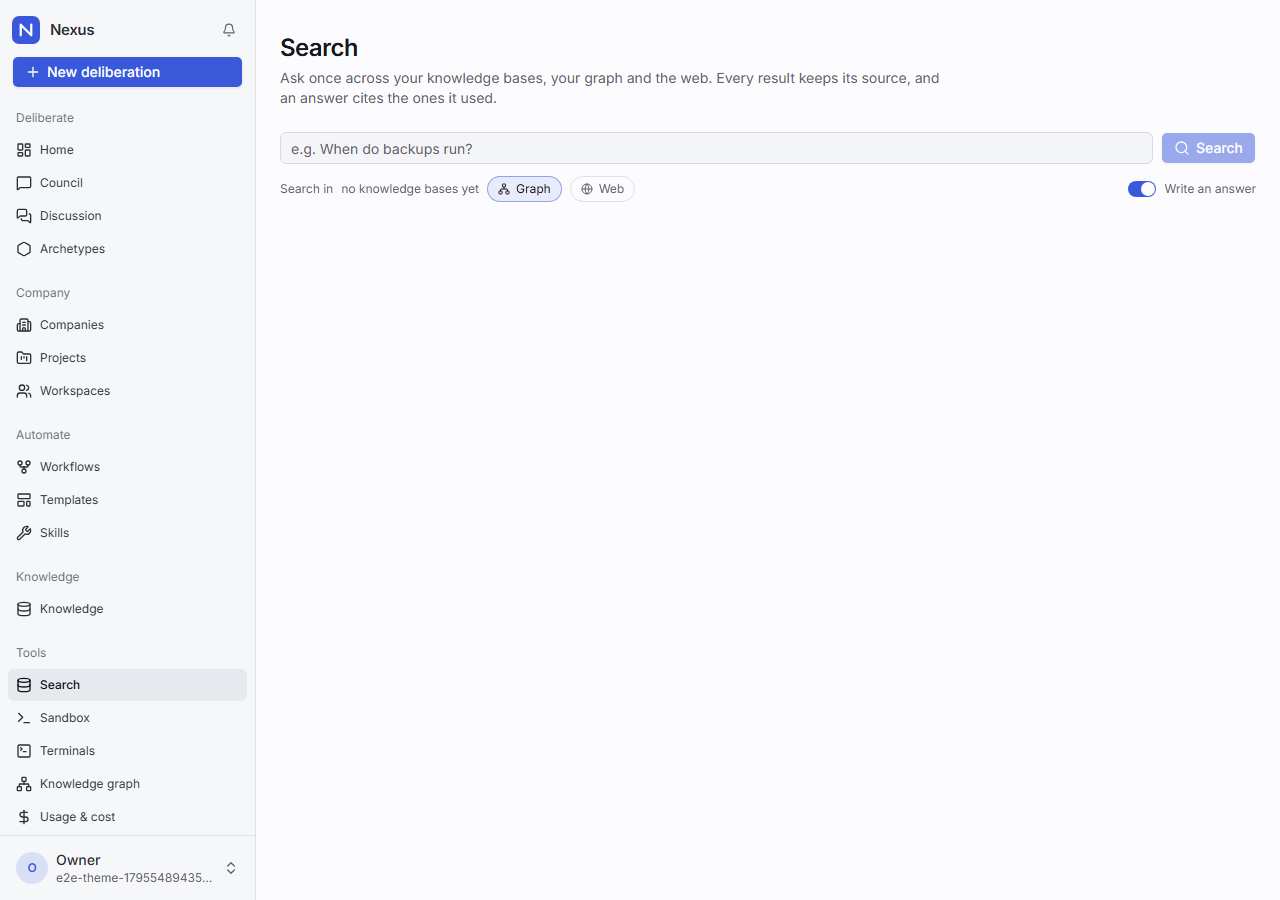 Nexus
New deliberation
Deliberate
Home
Council
Discussion
Archetypes
Company
Companies
Projects
Workspaces
Automate
Workflows
Templates
Skills
Knowledge
Knowledge
Tools
Search
Sandbox
Terminals
Knowledge graph
Usage & cost
O
Owner
e2e-theme-17955489435...
Search
Ask once across your knowledge bases, your graph and the web. Every result keeps its source, and
an answer cites the ones it used.
e.g. When do backups run?
Search
Search in no knowledge bases yet Graph Web
Write an answer